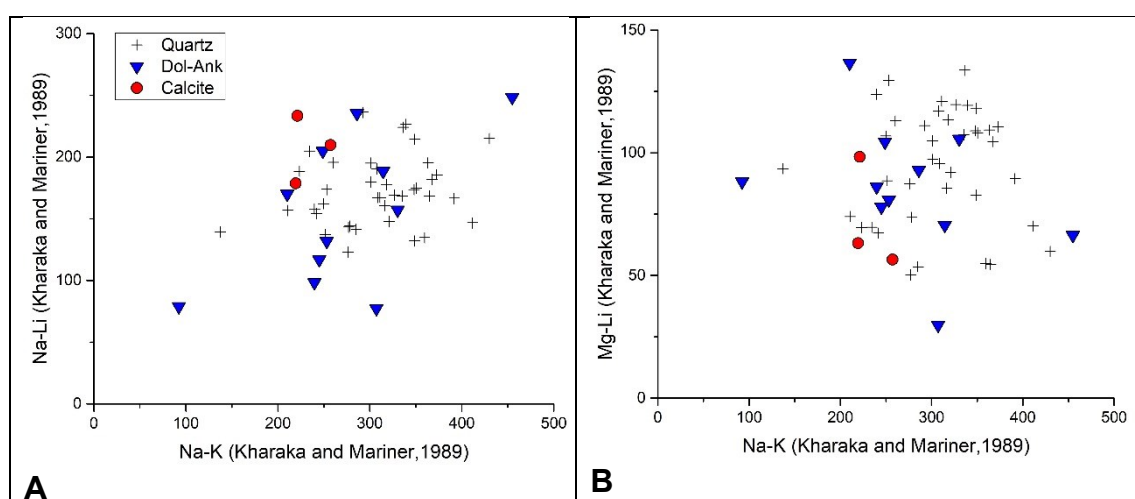 300
200
100
0
0
100
200
300
400
500
Na-Li (Kharaka and Mariner,1989)
Na-K (Kharaka and Mariner,1989)
Quartz
Dol-Ank
Calcite
A
150
100
50
0
0
100
200
300
400
500
Mg-Li (Kharaka and Mariner,1989)
Na-K (Kharaka and Mariner,1989)
B